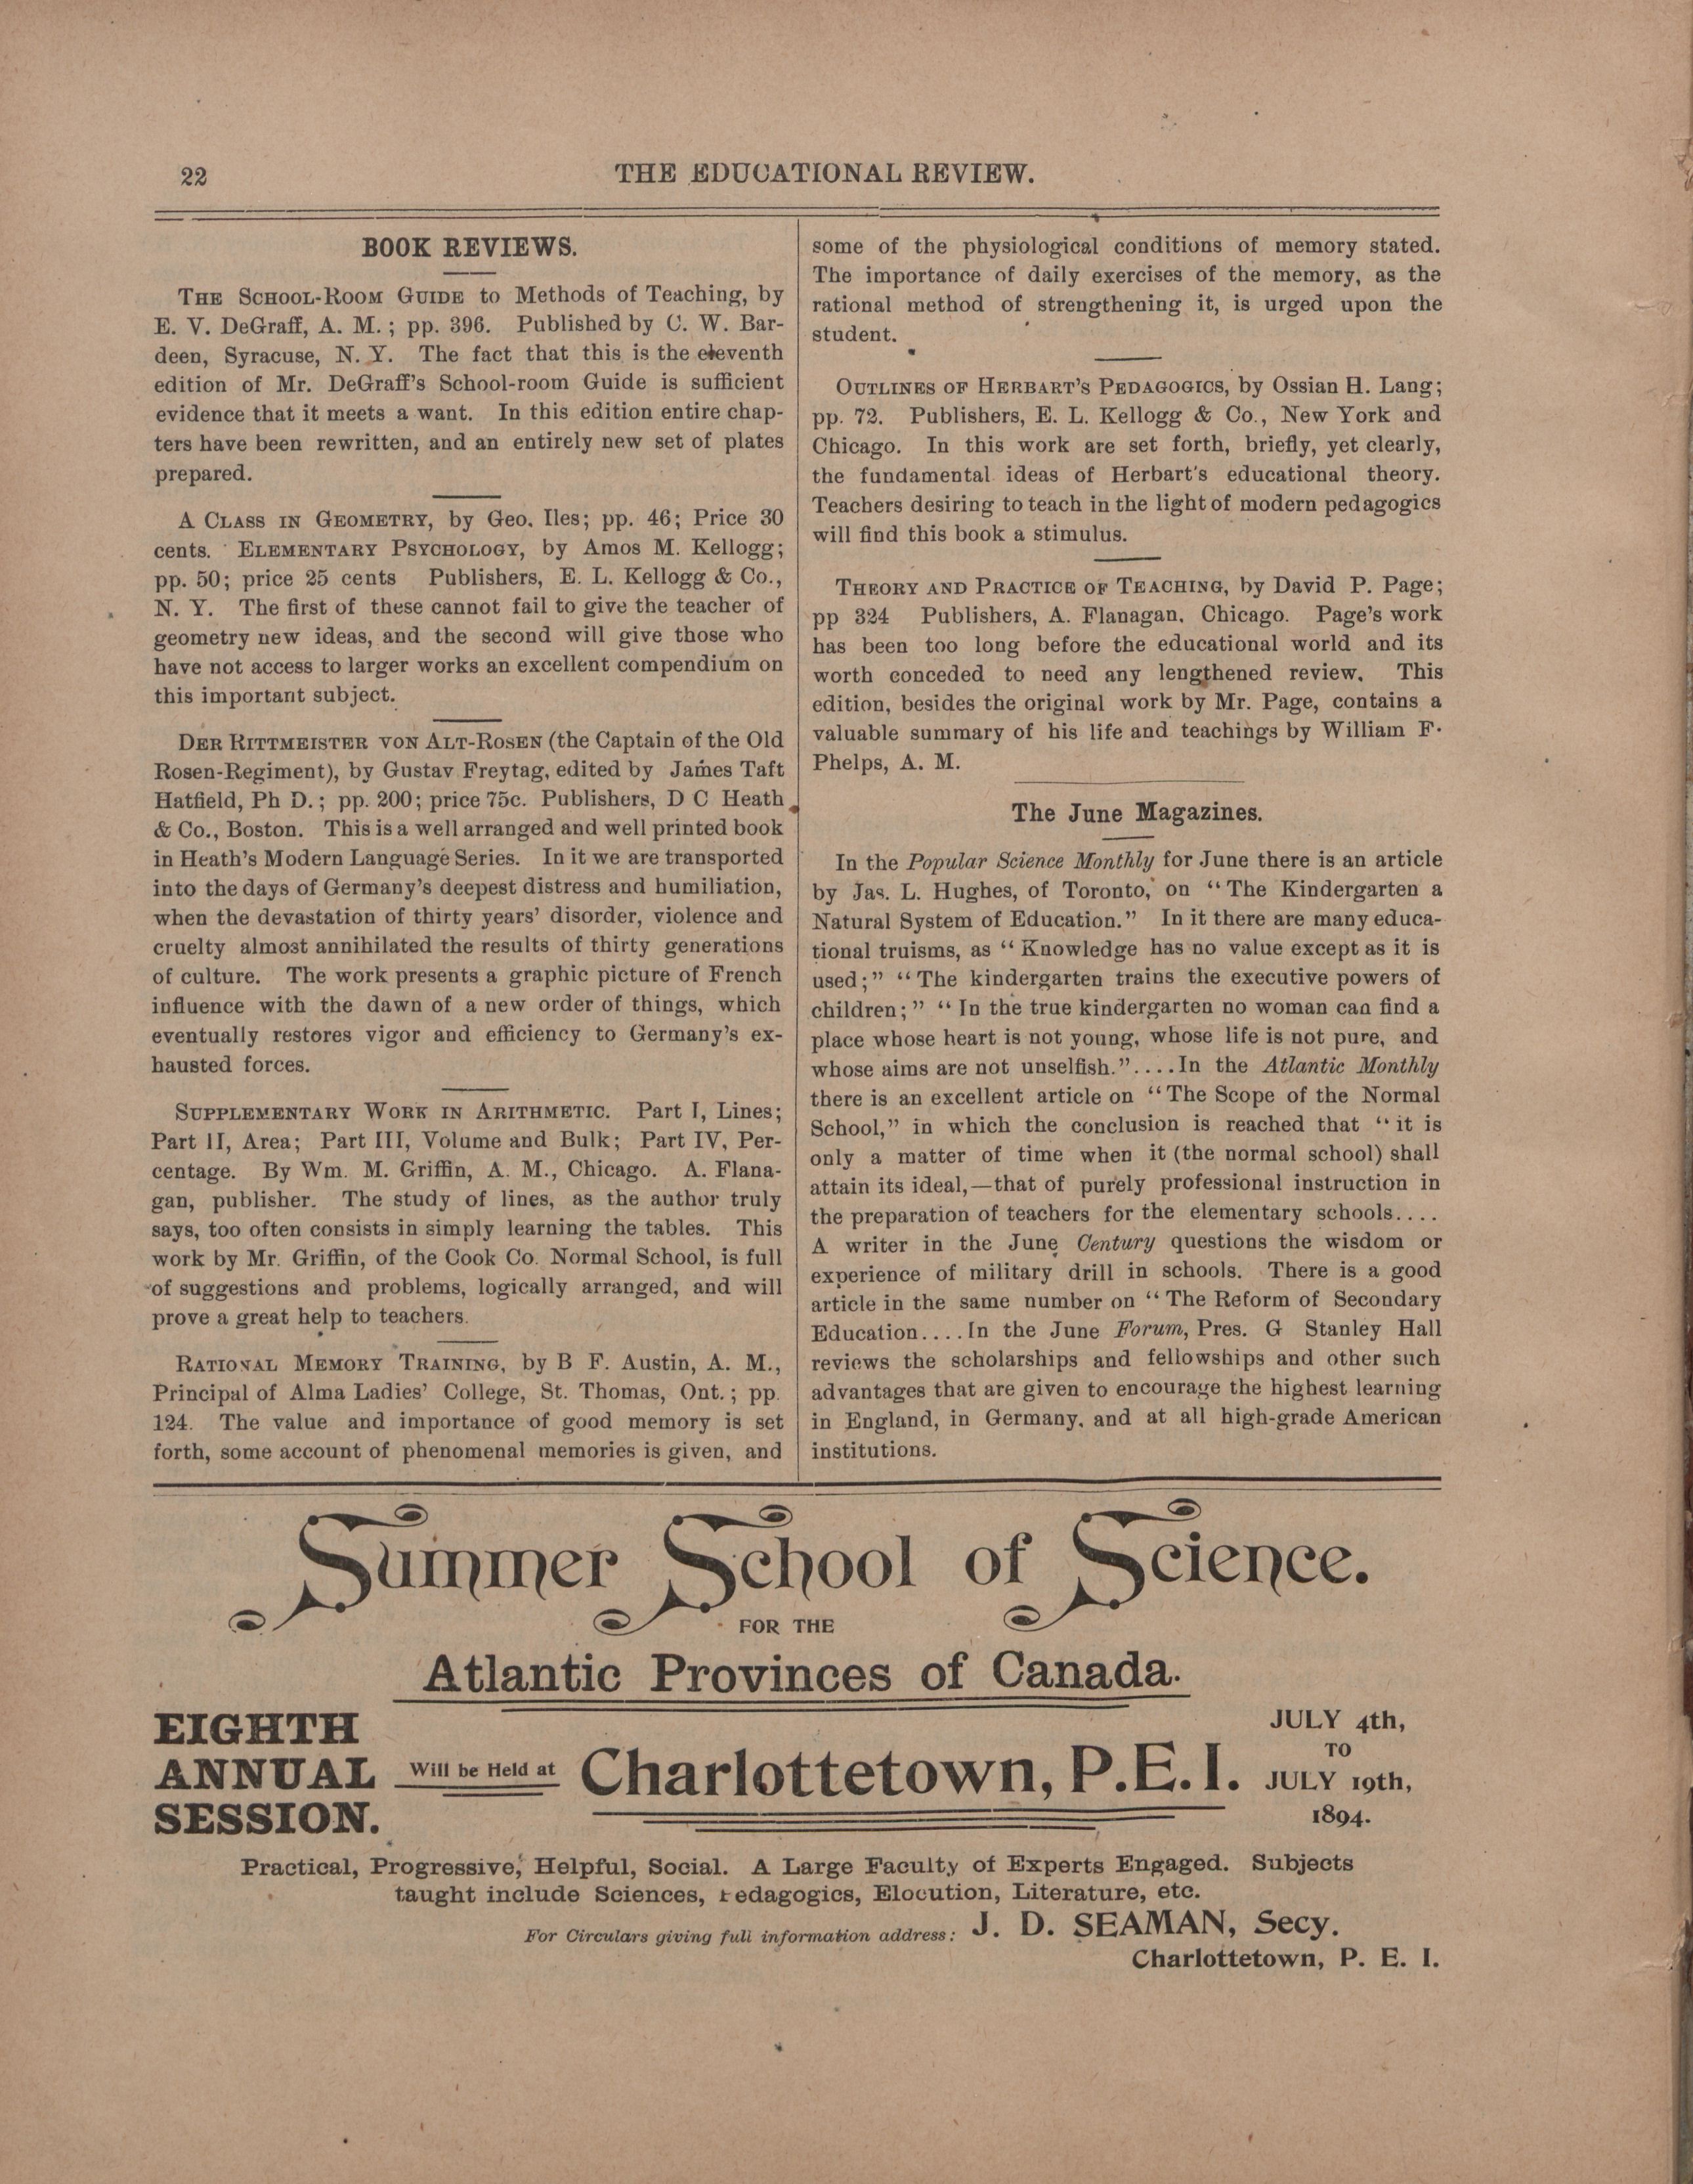 22
THE EDUCATIONAL REVIEW.
BOOK REVIEWS.
THE SCHOOL-ROOM GUIDE to Methods of Teaching, by
E. V. DeGraff, A. M.; pp. 396. Published by C. W. Bar-
deen, Syracuse, N. Y. The fact that this is the eleventh
edition of Mr. DeGraff's School-room Guide is sufficient
evidence that it meets a want. In this edition entire chap-
ters have been rewritten, and an entirely new set of plates
prepared.
A CLASS IN GEOMETRY, by Geo. Iles; pp. 46; Price 30
cents. ELEMENTARY PSYCHOLOGY, by Amos M. Kellogg;
pp. 50; price 25 cents Publishers, E. L. Kellogg & Co.,
N. Y. The first of these cannot fail to give the teacher of
geometry new ideas, and the second will give those who
have not access to larger works an excellent compendium on
this important subject.
DER RITTMEISTER VON ALT-ROSEN (the Captain of the Old
Rosen-Regiment), by Gustav Freytag, edited by James Taft
Hatfield, Ph D.; pp. 200; price 75c. Publishers, D C Heath
& Co., Boston. This is a well arranged and well printed book
in Heath's Modern Language Series. In it we are transported
into the days of Germany's deepest distress and humiliation,
when the devastation of thirty years' disorder, violence and
cruelty almost annihilated the results of thirty generations
of culture. The work presents a graphic picture of French
influence with the dawn of a new order of things, which
eventually restores vigor and efficiency to Germany's ex-
hausted forces.
SUPPLEMENTARY WORK IN ARITHMETIC. Part I, Lines;
Part II, Area; Part III, Volume and Bulk; Part IV, Per-
centage. By Wm. M. Griffin, A. M., Chicago. A. Flana-
gan, publisher. The study of lines, as the author truly
says, too often consists in simply learning the tables. This
work by Mr. Griffin, of the Cook Co. Normal School, is full
of suggestions and problems, logically arranged, and will
prove a great help to teachers.
RATIONAL MEMORY TRAINING, by B F. Austin, A. M.,
Principal of Alma Ladies' College, St. Thomas, Ont.; pp.
124. The value and importance of good memory is set
forth, some account of phenomenal memories is given, and
some of the physiological conditions of memory stated.
The importance of daily exercises of the memory, as the
rational method of strengthening it, is urged upon the
student.
OUTLINES OF HERBART'S PEDAGOGICS, by Ossian H. Lang;
pp. 72. Publishers, E. L. Kellogg & Co., New York and
Chicago. In this work are set forth, briefly, yet clearly,
the fundamental ideas of Herbart's educational theory.
Teachers desiring to teach in the light of modern pedagogics
will find this book a stimulus.
THEORY AND PRACTICE OF TEACHING, by David P. Page;
pp 324 Publishers, A. Flanagan, Chicago. Page's work
has been too long before the educational world and its
worth conceded to need any lengthened review. This
edition, besides the original work by Mr. Page, contains a
valuable summary of his life and teachings by William F.
Phelps, A. M.
The June Magazines.
In the Popular Science Monthly for June there is an article
by Jas. L. Hughes, of Toronto, on "The Kindergarten a
Natural System of Education." In it there are many educa-
tional truisms, as "Knowledge has no value except as it is
used;" "The kindergarten trains the executive powers of
children;" "In the true kindergarten no woman can find a
place whose heart is not young, whose life is not pure, and
whose aims are not unselfish."....In the Atlantic Monthly
there is an excellent article on "The Scope of the Normal
School," in which the conclusion is reached that "it is
only a matter of time when it (the normal school) shall
attain its ideal,—that of purely professional instruction in
the preparation of teachers for the elementary schools....
A writer in the June Century questions the wisdom or
experience of military drill in schools. There is a good
article in the same number on "The Reform of Secondary
Education....In the June Forum, Pres. G Stanley Hall
reviews the scholarships and fellowships and other such
advantages that are given to encourage the highest learning
in England, in Germany, and at all high-grade American
institutions.
Summer School of Science.
FOR THE
Atlantic Provinces of Canada.
EIGHTH
ANNUAL
SESSION.
Will be Held at
Charlottetown, P.E.I.
JULY 4th,
TO
JULY 19th,
1894.
Practical, Progressive, Helpful, Social. A Large Faculty of Experts Engaged. Subjects
taught include Sciences, Pedagogics, Elocution, Literature, etc.
For Circulars giving full information address: J. D. SEAMAN, Secy.
Charlottetown, P. E. I.